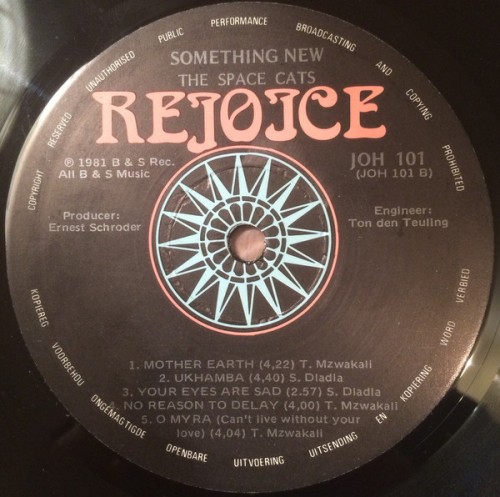 COPYRIGHT RESERVED UNAUTHORISED PUBLIC PERFORMANCE BROADCASTING AND COPYING PROHIBITED
SOMETHING NEW
THE SPACE CATS
REJOICE
℗ 1981 B & S Rec.
All B & S Music
JOH 101
(JOH 101 B)
Producer:
Ernest Schroder
Engineer:
Ton den Teuling
1. MOTHER EARTH (4,22) T. Mzwakali
2. UKHAMBA (4,40) S. Dladla
3. YOUR EYES ARE SAD (2.57) S. Dladla
4. NO REASON TO DELAY (4,00) T. Mzwakali
5. O MYRA (Can't live without your
love) (4,04) T. Mzwakali
KOPIEREG VOORBEHOU ONGEMAGTIGDE OPENBARE UITVOERING UITSENDING EN KOPIERING WORD VERBIED